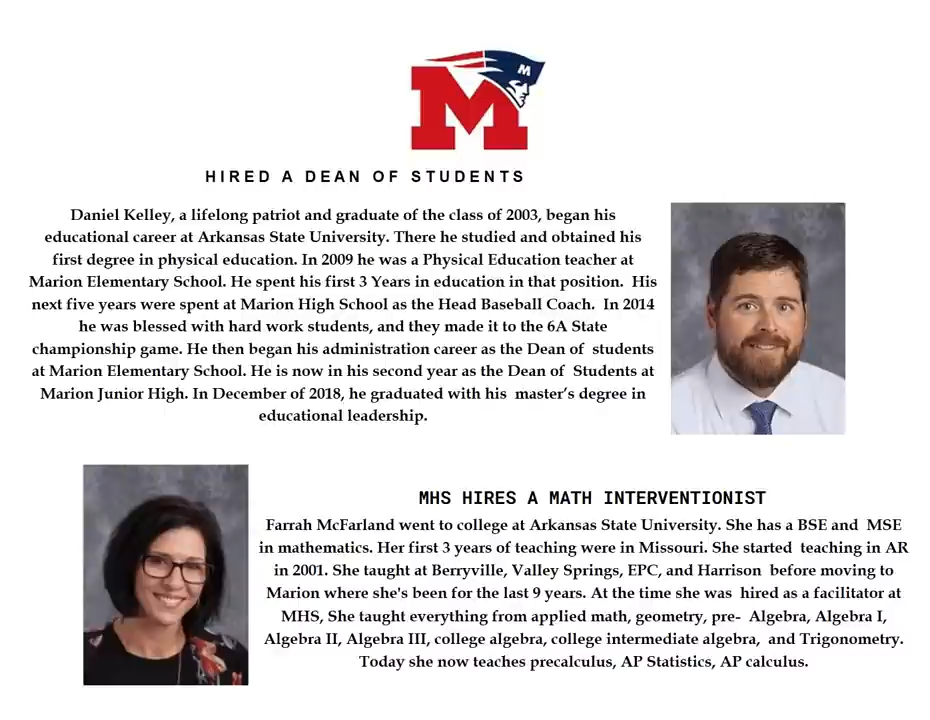 M
M
HIRED A DEAN OF STUDENTS
Daniel Kelley, a lifelong patriot and graduate of the class of 2003, began his
educational career at Arkansas State University. There he studied and obtained his
first degree in physical education. In 2009 he was a Physical Education teacher at
Marion Elementary School. He spent his first 3 Years in education in that position. His
next five years were spent at Marion High School as the Head Baseball Coach. In 2014
he was blessed with hard work students, and they made it to the 6A State
championship game. He then began his administration career as the Dean of students
at Marion Elementary School. He is now in his second year as the Dean of Students at
Marion Junior High. In December of 2018, he graduated with his master’s degree in
educational leadership.
MHS HIRES A MATH INTERVENTIONIST
Farrah McFarland went to college at Arkansas State University. She has a BSE and MSE
in mathematics. Her first 3 years of teaching were in Missouri. She started teaching in AR
in 2001. She taught at Berryville, Valley Springs, EPC, and Harrison before moving to
Marion where she's been for the last 9 years. At the time she was hired as a facilitator at
MHS, She taught everything from applied math, geometry, pre- Algebra, Algebra I,
Algebra II, Algebra III, college algebra, college intermediate algebra, and Trigonometry.
Today she now teaches precalculus, AP Statistics, AP calculus.